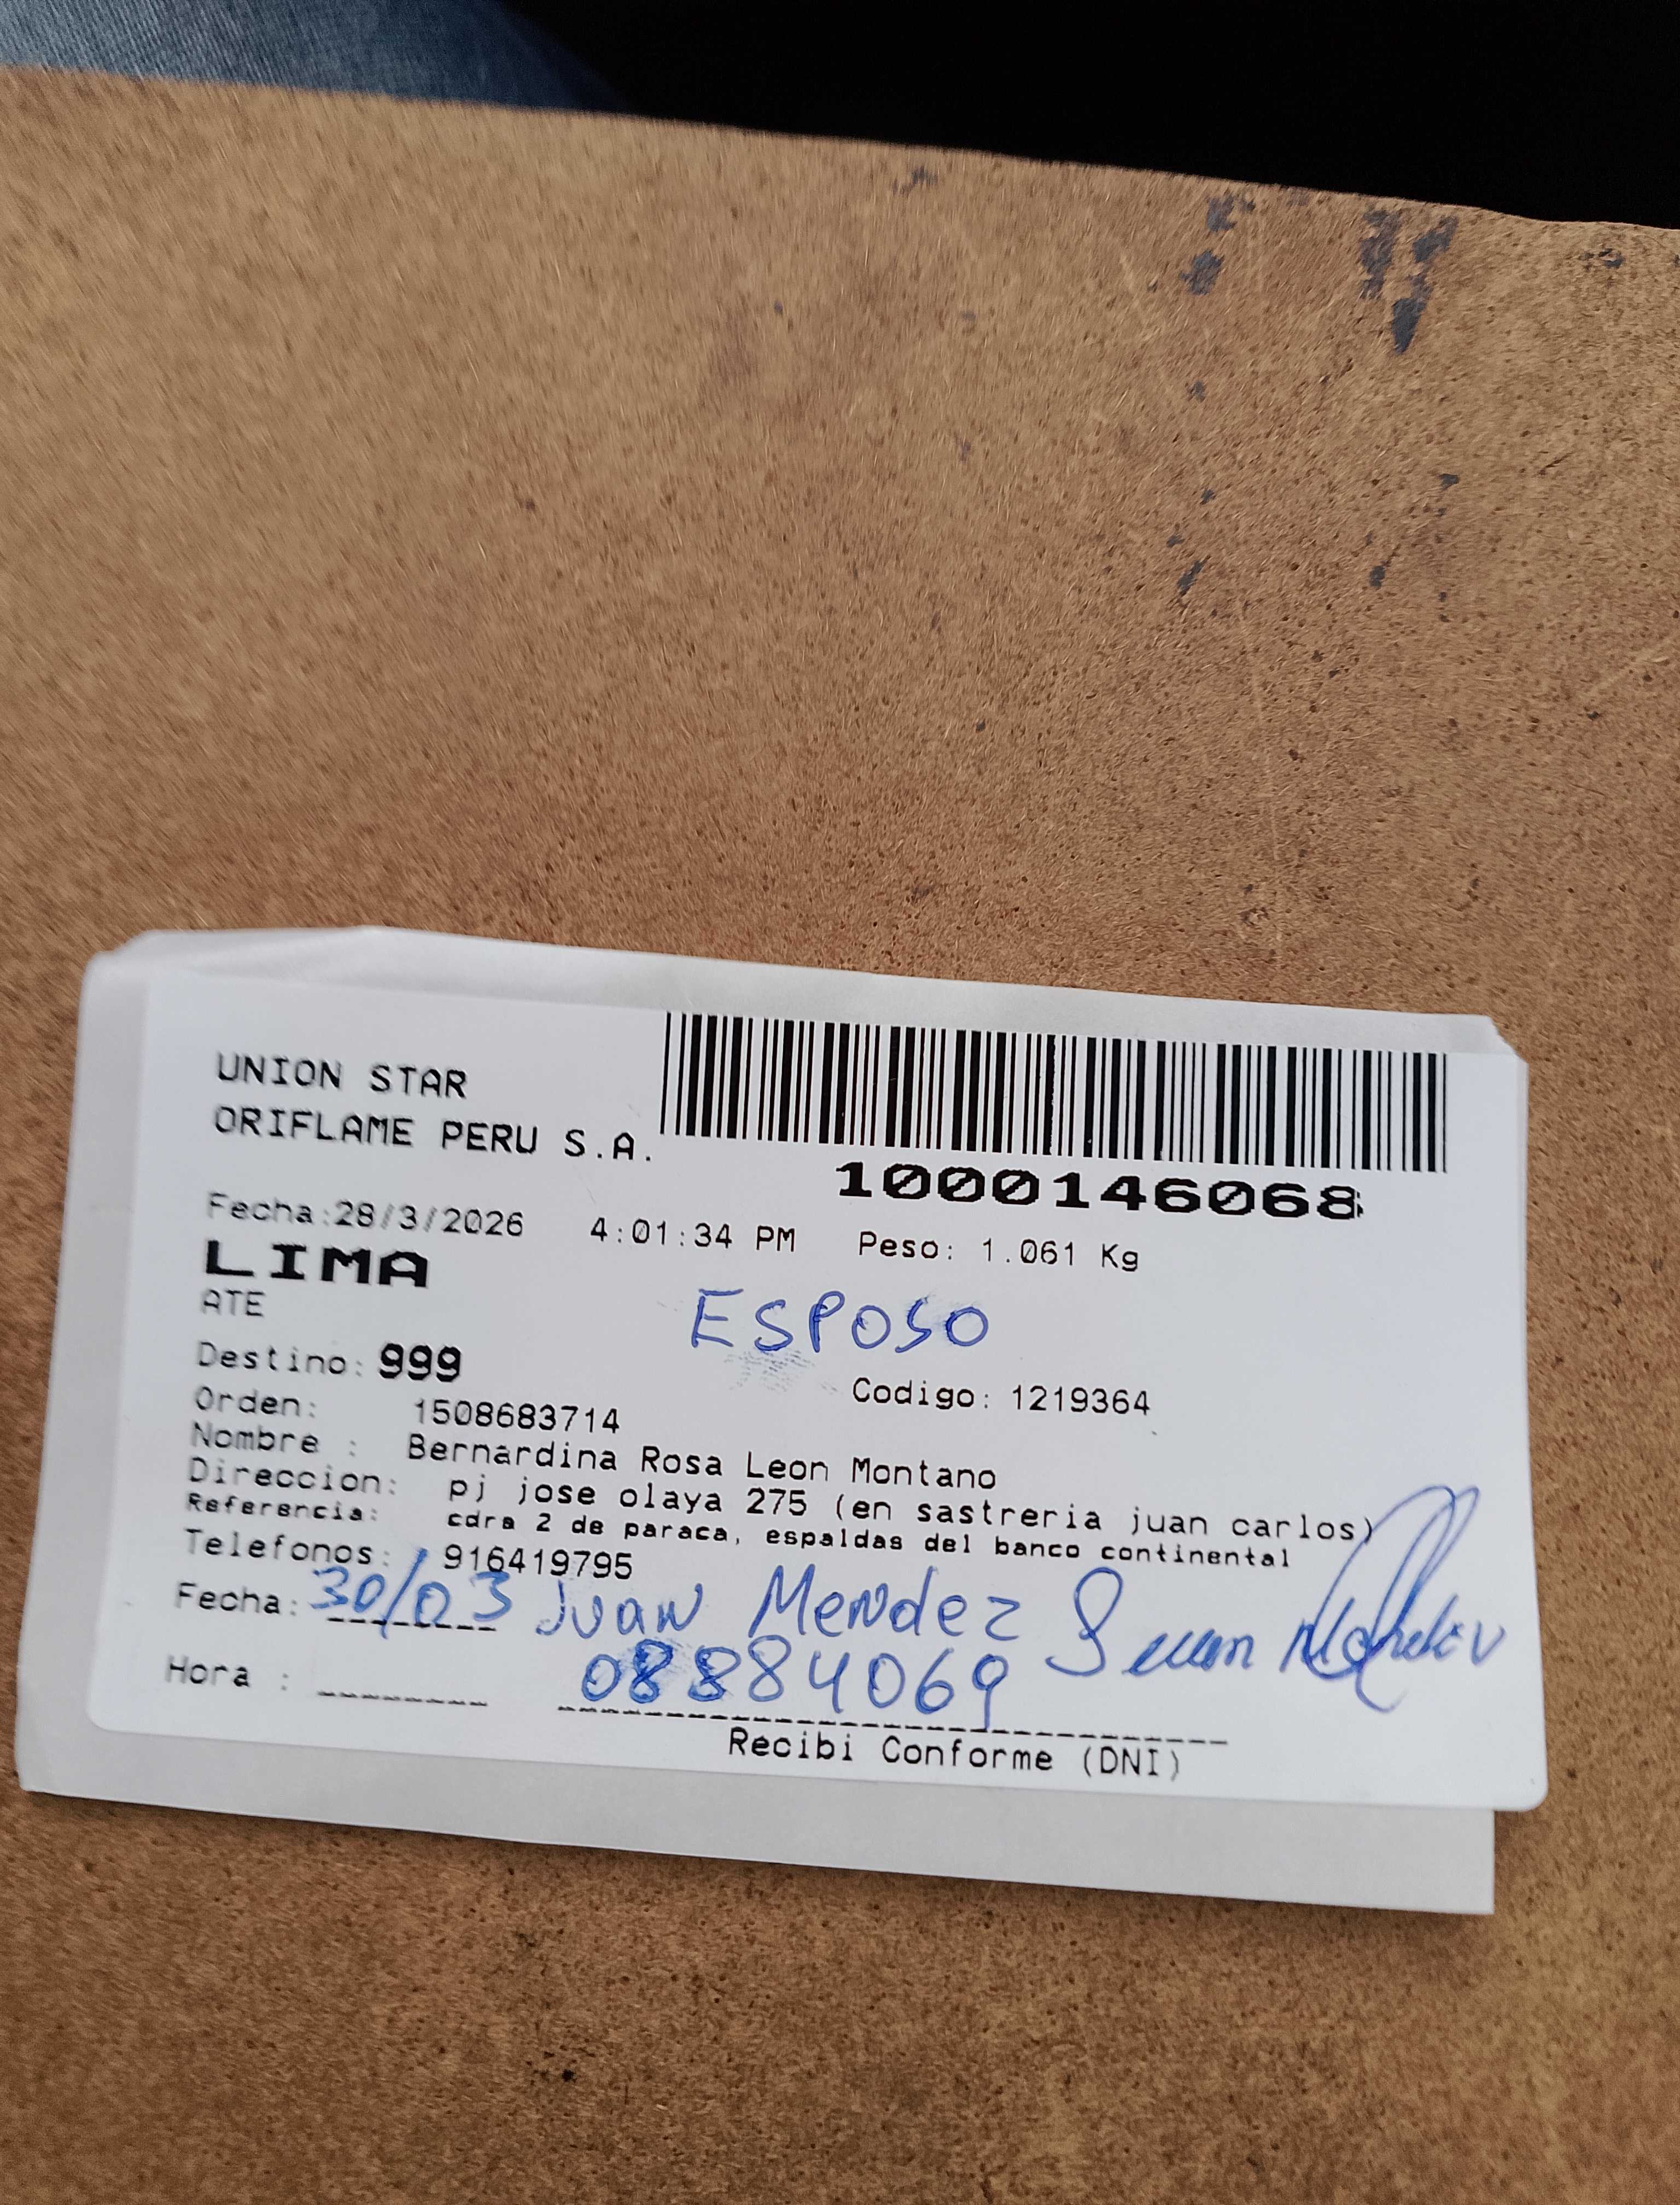 UNION STAR
ORIFLAME PERU S.A.
1000146068
Fecha:28/3/2026 4:01:34 PM Peso: 1.061 Kg
LIMA
ATE
ESPOSO
Destino: 999
Codigo: 1219364
Orden: 1508683714
Nombre : Bernardina Rosa Leon Montano
Direccion: pj jose olaya 275 (en sastreria juan carlos)
Referencia: cdra 2 de paraca, espaldas del banco continental
Telefonos: 916419795
Fecha: 30/03 Juan Mendez
Hora : 08884069
Recibi Conforme (DNI)